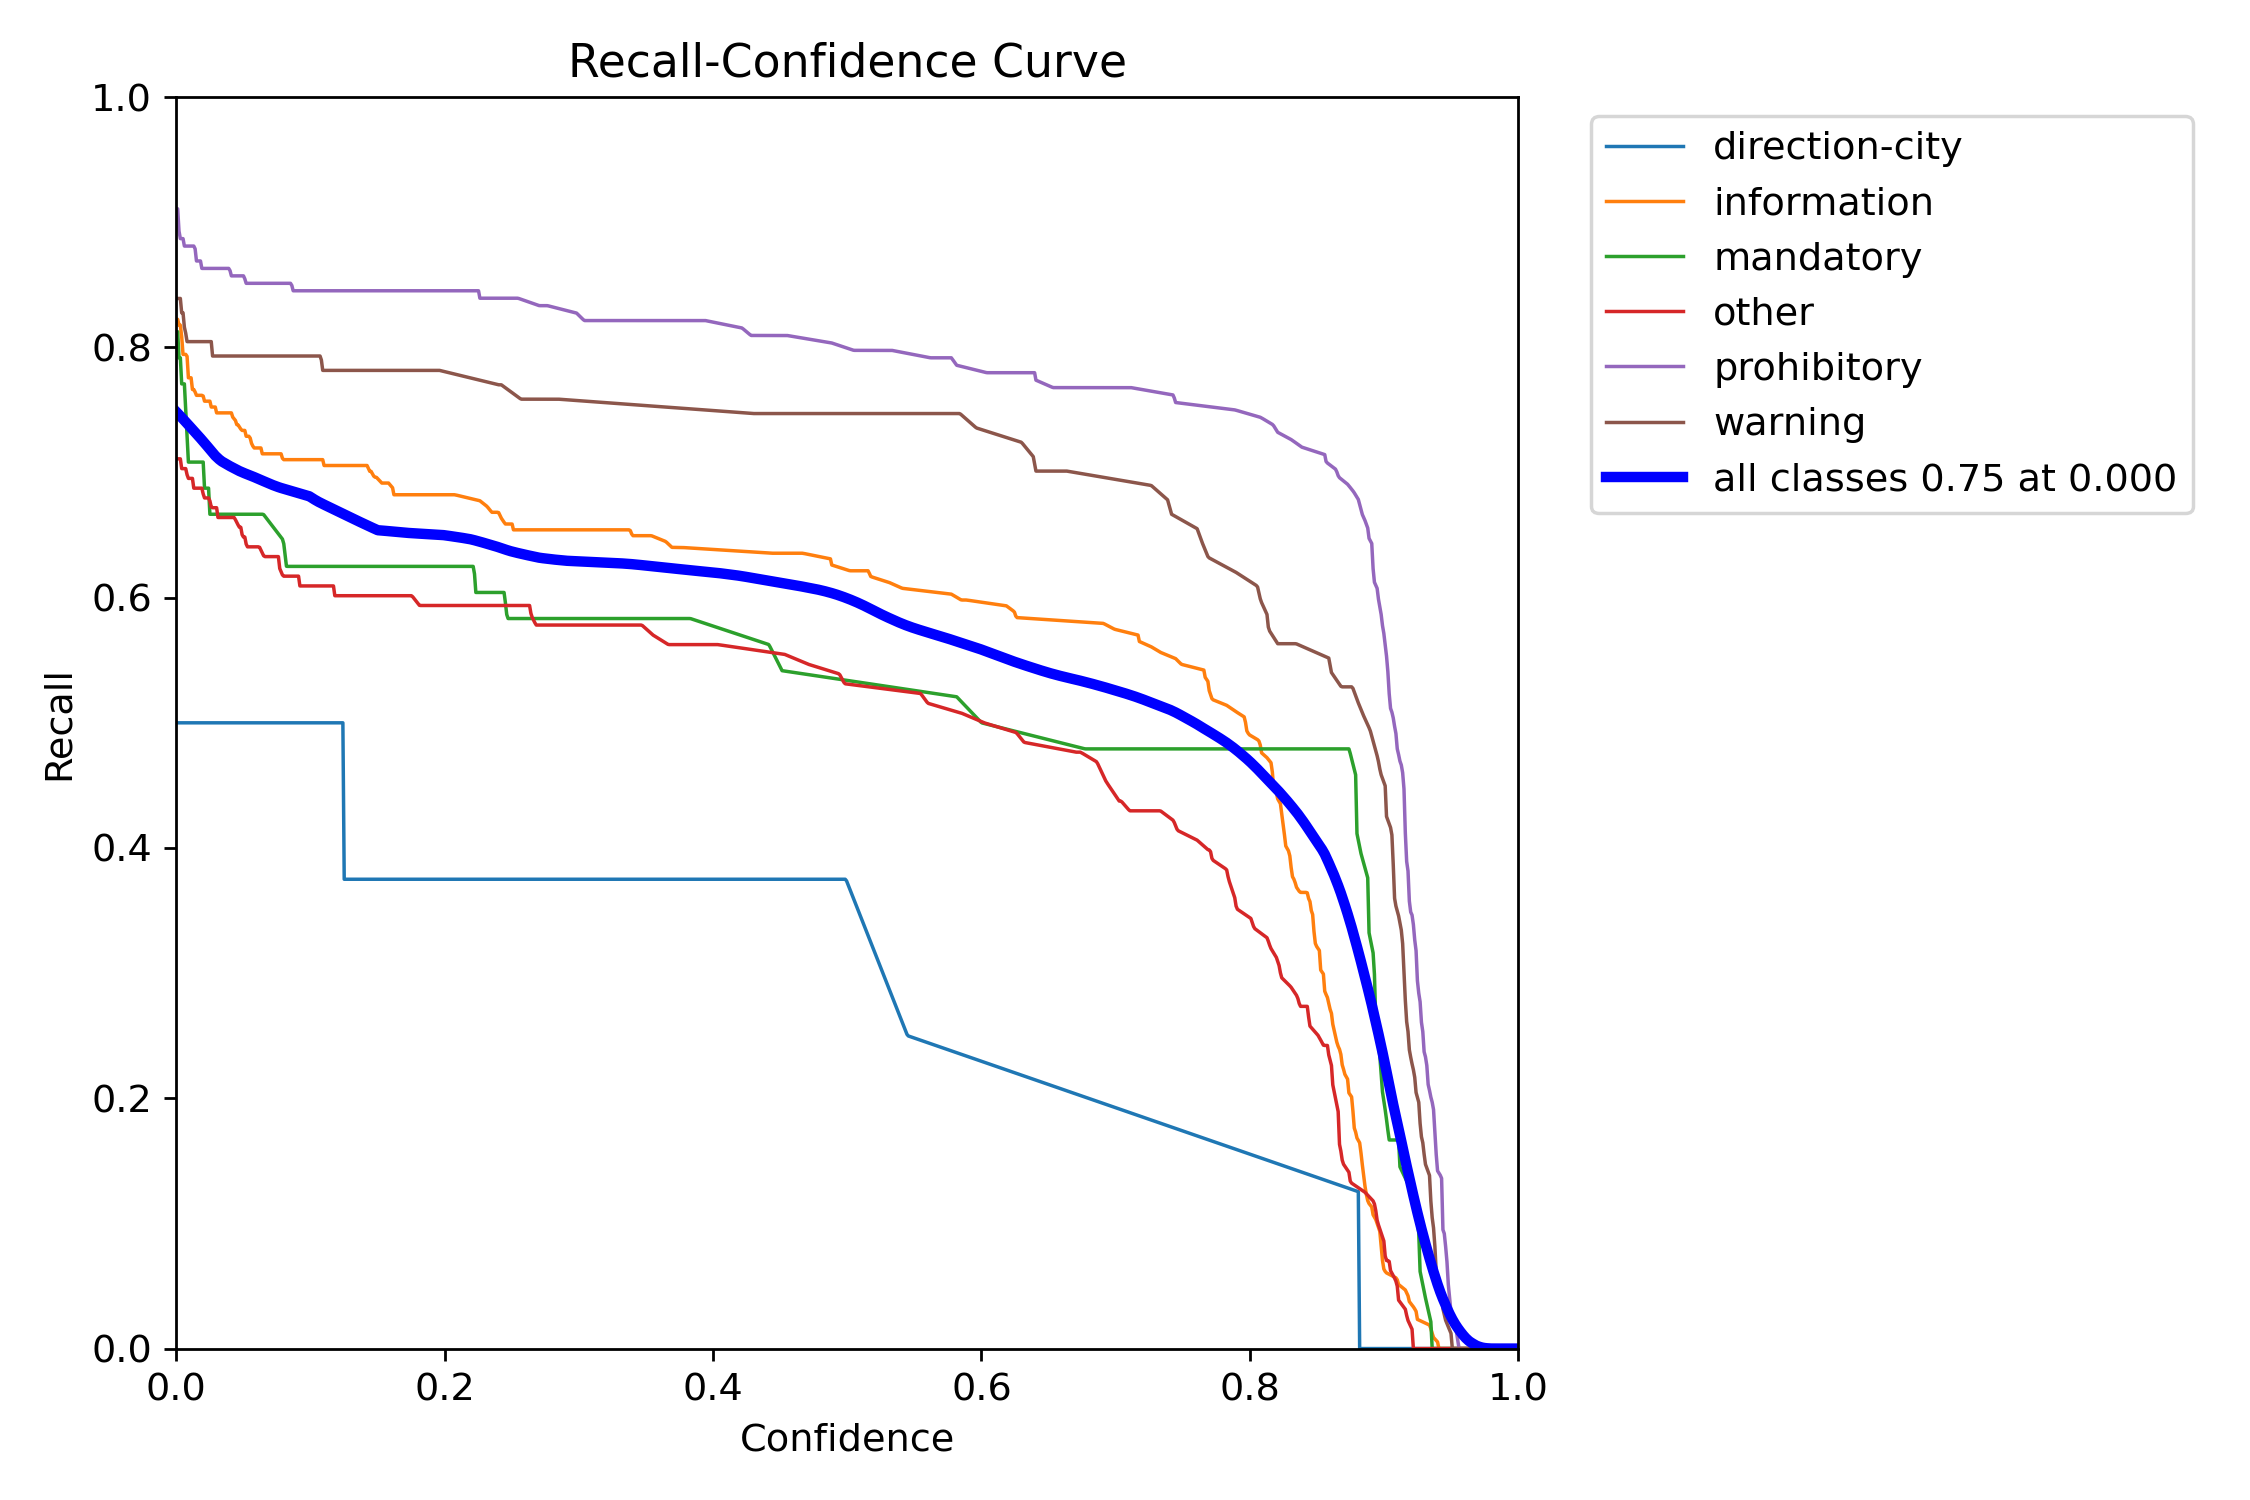 Recall-Confidence Curve
1.0
0.8
0.6
0.4
0.2
0.0
Recall
0.0 0.2 0.4 0.6 0.8 1.0
Confidence
direction-city
information
mandatory
other
prohibitory
warning
all classes 0.75 at 0.000